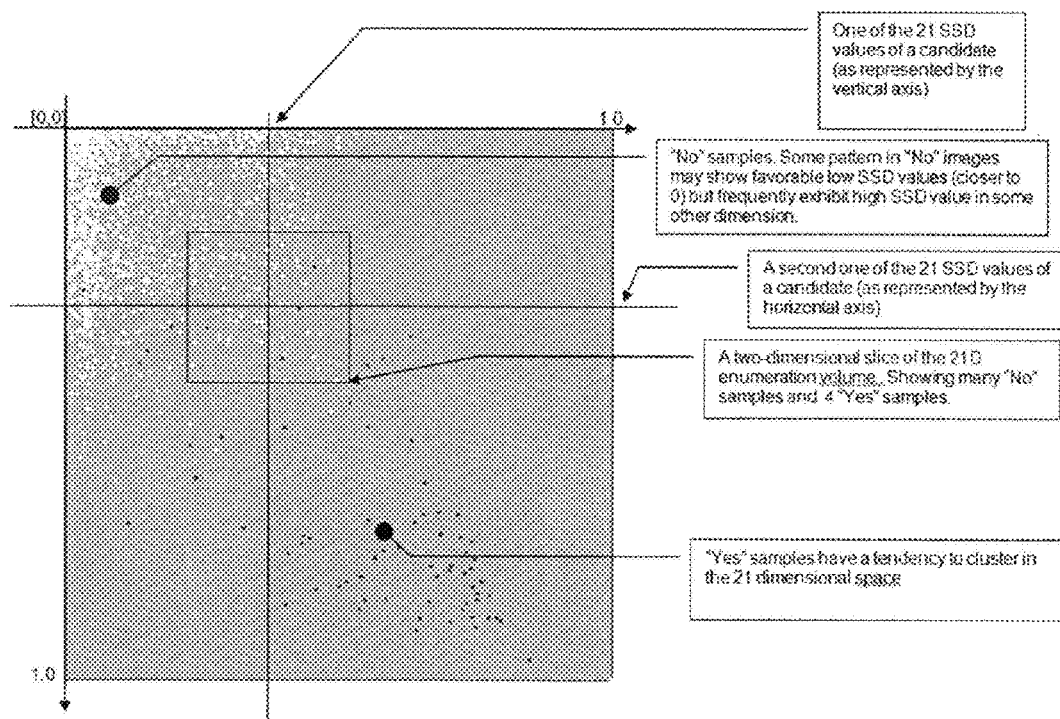 One of the 21 SSD
values of a candidate
(as represented by the
vertical axis)
[0,0]
1.0
"No" samples. Some pattern in "No" images
may show favorable low SSD values (closer to
0) but frequently exhibit high SSD value in some
other dimension.
A second one of the 21 SSD values of
a candidate (as represented by the
horizontal axis)
A two-dimensional slice of the 21D
enumeration volume. Showing many "No"
samples and 4 "Yes" samples.
"Yes" samples have a tendency to cluster in
the 21 dimensional space
1.0